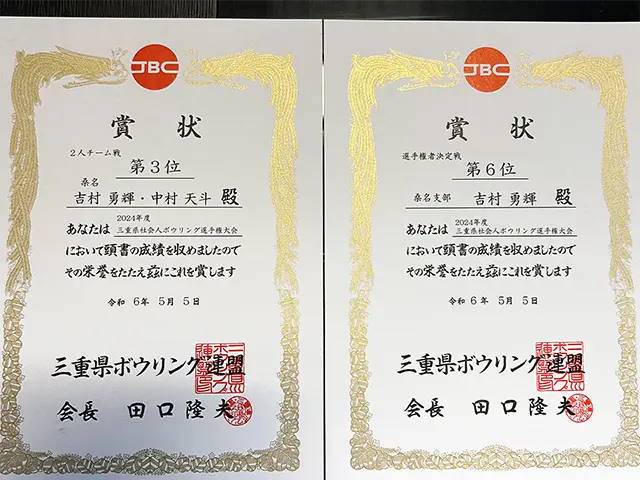 JBC
賞状
2人チーム戦
第3位
桑名
吉村 勇輝・中村 天斗 殿
2024年度
あなたは 三重県社会人ボウリング選手権大会
において頭書の成績を収めましたので
その栄誉をたたえ茲にこれを賞します
令和 6年 5月 5日
三重県ボウリング連盟
会長 田口隆夫
JBC
賞状
選手権者決定戦
第6位
桑名支部 吉村 勇輝 殿
2024年度
あなたは 三重県社会人ボウリング選手権大会
において頭書の成績を収めましたので
その栄誉をたたえ茲にこれを賞します
令和 6年 5月 5日
三重県ボウリング連盟
会長 田口隆夫